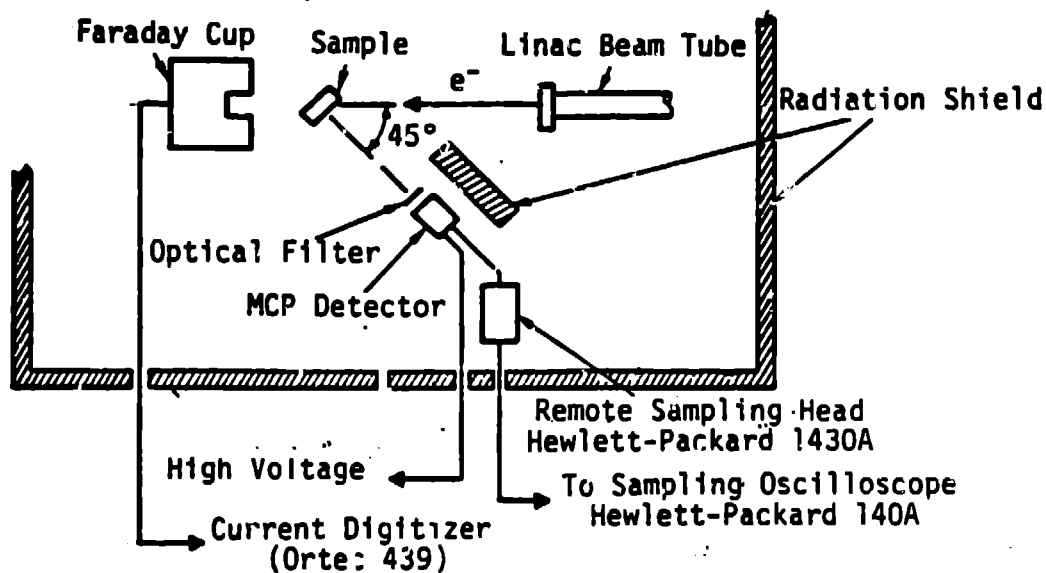 Faraday Cup
Sample
Linac Beam Tube
e⁻
Radiation Shield
45°
Optical Filter
MCP Detector
Remote Sampling Head
Hewlett-Packard 1430A
High Voltage
To Sampling Oscilloscope
Hewlett-Packard 140A
Current Digitizer
(Orte: 439)